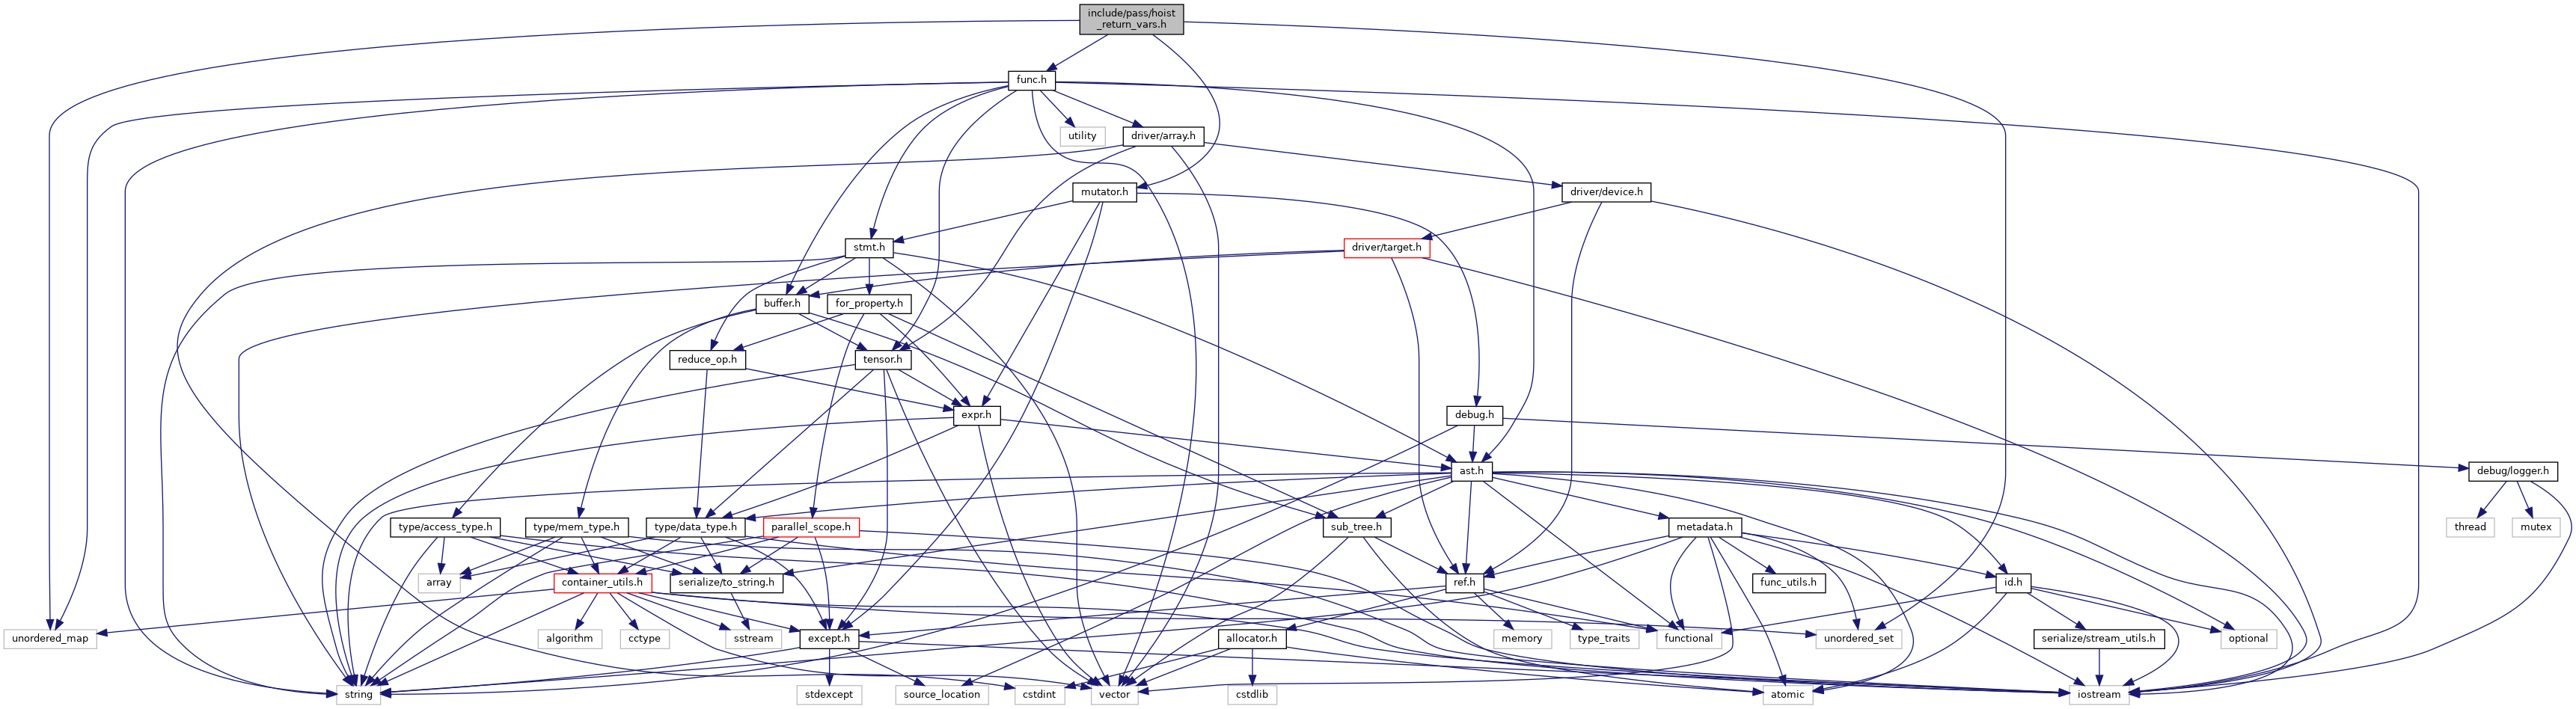 include/pass/hoist
_return_vars.h
func.h
utility
driver/array.h
mutator.h
driver/device.h
stmt.h
driver/target.h
buffer.h
for_property.h
reduce_op.h
tensor.h
expr.h
debug.h
ast.h
debug/logger.h
type/access_type.h
type/mem_type.h
type/data_type.h
parallel_scope.h
sub_tree.h
metadata.h
thread
mutex
array
container_utils.h
serialize/to_string.h
ref.h
func_utils.h
id.h
unordered_map
algorithm
cctype
sstream
except.h
allocator.h
memory
type_traits
functional
unordered_set
serialize/stream_utils.h
optional
string
stdexcept
source_location
cstdint
vector
cstdlib
atomic
iostream